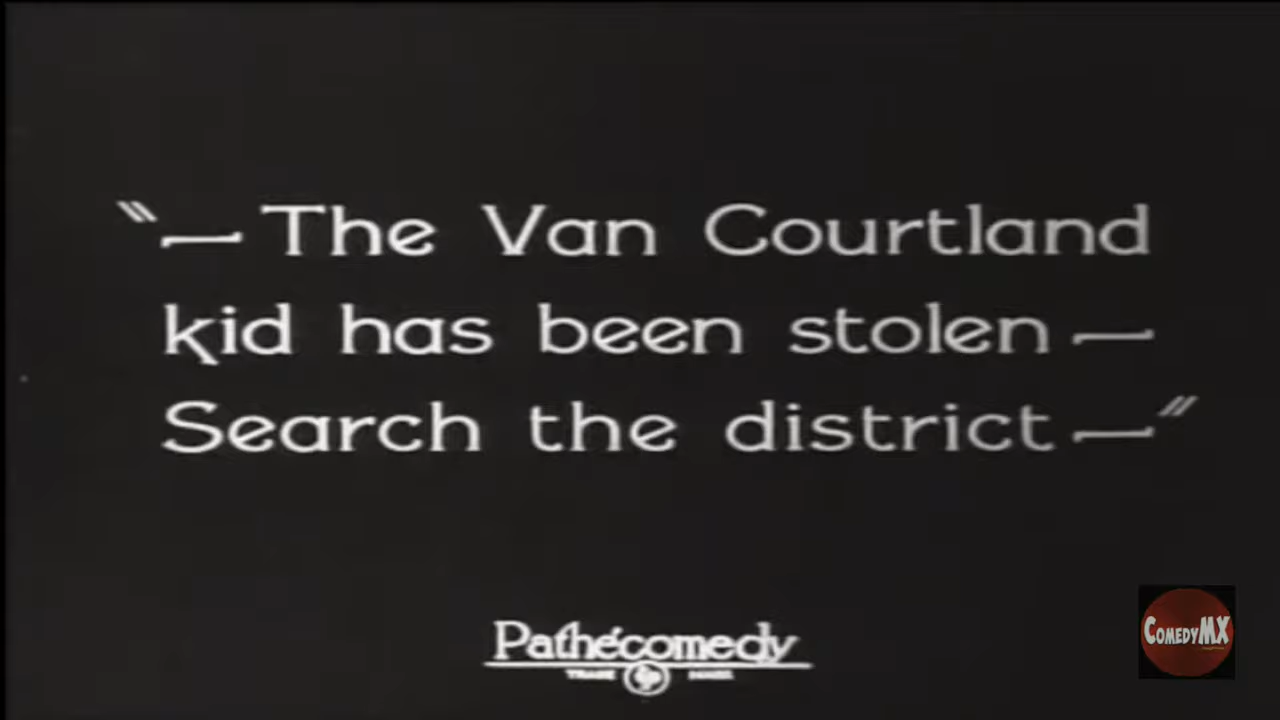 "— The Van Courtland
kid has been stolen —
Search the district —"
Pathécomedy
TRADE MARK
COMEDYMX